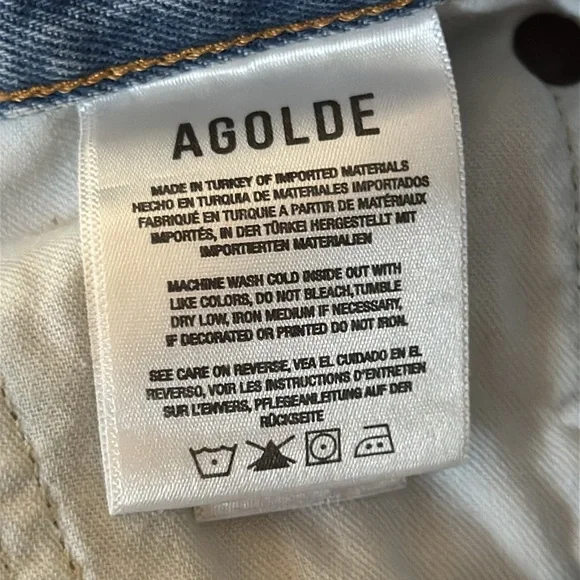 AGOLDE
MADE IN TURKEY OF IMPORTED MATERIALS
HECHO EN TURQUIA DE MATERIALES IMPORTADOS
FABRIQUÉ EN TURQUIE A PARTIR DE MATÉRIAUX
IMPORTÉS, IN DER TÜRKEI HERGESTELLT MIT
IMPORTIERTEN MATERIALIEN
MACHINE WASH COLD INSIDE OUT WITH
LIKE COLORS, DO NOT BLEACH, TUMBLE
DRY LOW, IRON MEDIUM IF NECESSARY,
IF DECORATED OR PRINTED DO NOT IRON.
SEE CARE ON REVERSE, VEA EL CUIDADO EN EL
REVERSO, VOIR LES INSTRUCTIONS D'ENTRETIEN
SUR L'ENVERS, PFLEGEANLEITUNG AUF DER
RÜCKSEITE